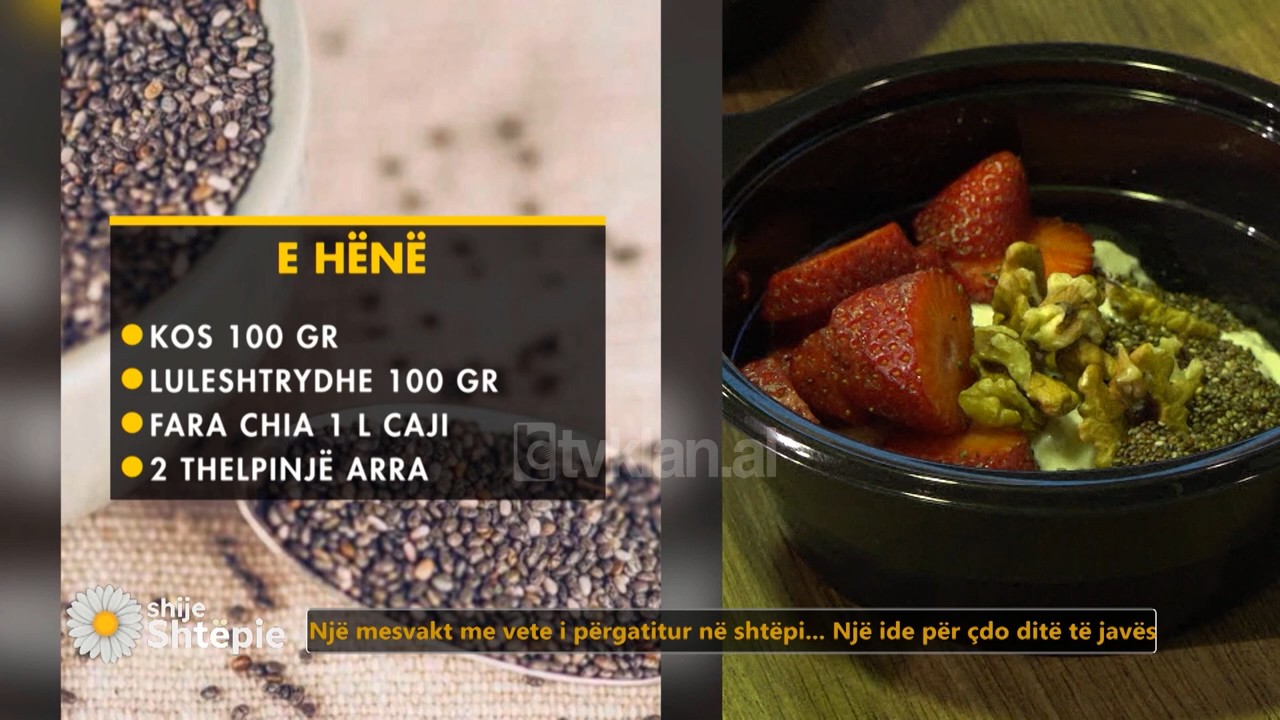 E HËNË
KOS 100 GR
LULESHTRYDHE 100 GR
FARA CHIA 1 L CAJI
2 THELPINJË ARRA
tvklan.al
shije
Shtëpie
Një mesvakt me vete i përgatitur në shtëpi... Një ide për çdo ditë të javës